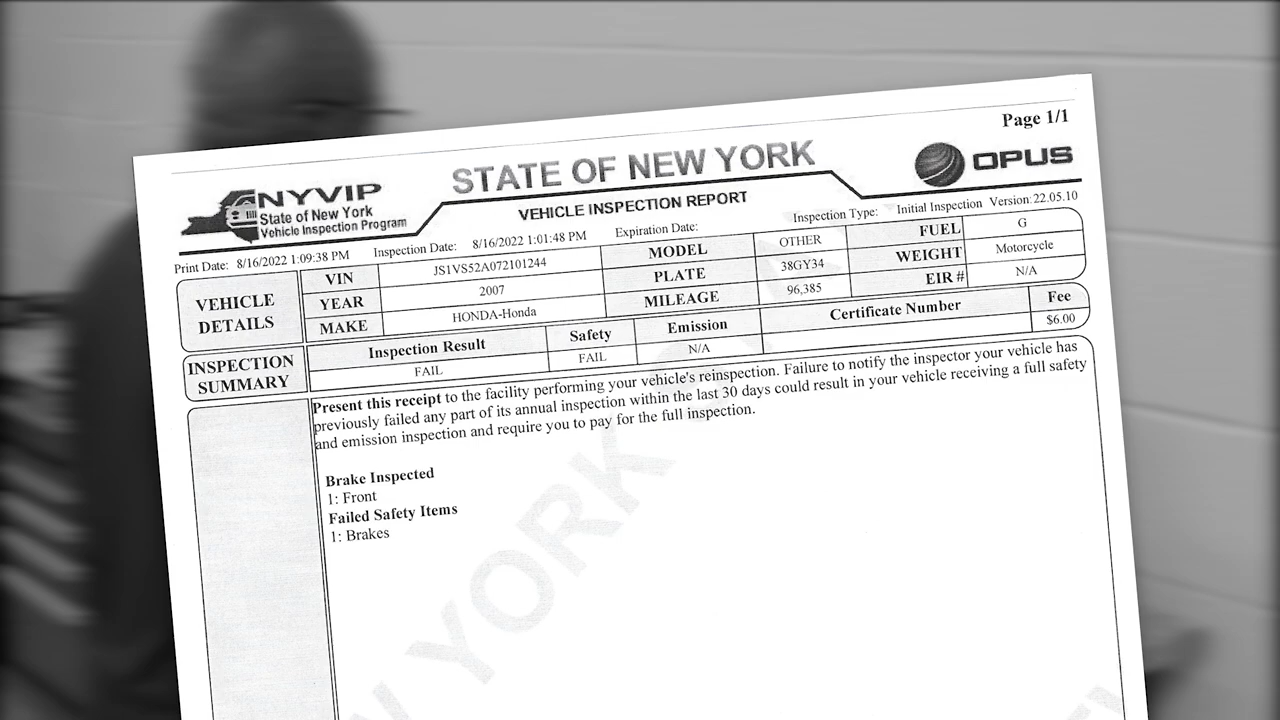 Page 1/1
NYVIP
State of New York
Vehicle Inspection Program
STATE OF NEW YORK
VEHICLE INSPECTION REPORT
OPUS
Print Date: 8/16/2022 1:09:38 PM Inspection Date: 8/16/2022 1:01:48 PM Expiration Date: Inspection Type: Initial Inspection Version:22.05.10
VEHICLE DETAILS
VIN JS1VS52A072101244 MODEL OTHER FUEL G
YEAR 2007 PLATE 38GY34 WEIGHT Motorcycle
MAKE HONDA-Honda MILEAGE 96,385 EIR # N/A
INSPECTION SUMMARY
Inspection Result Safety Emission Certificate Number Fee
FAIL FAIL N/A $6.00
Present this receipt to the facility performing your vehicle's reinspection. Failure to notify the inspector your vehicle has
previously failed any part of its annual inspection within the last 30 days could result in your vehicle receiving a full safety
and emission inspection and require you to pay for the full inspection.
Brake Inspected
1: Front
Failed Safety Items
1: Brakes
YORK